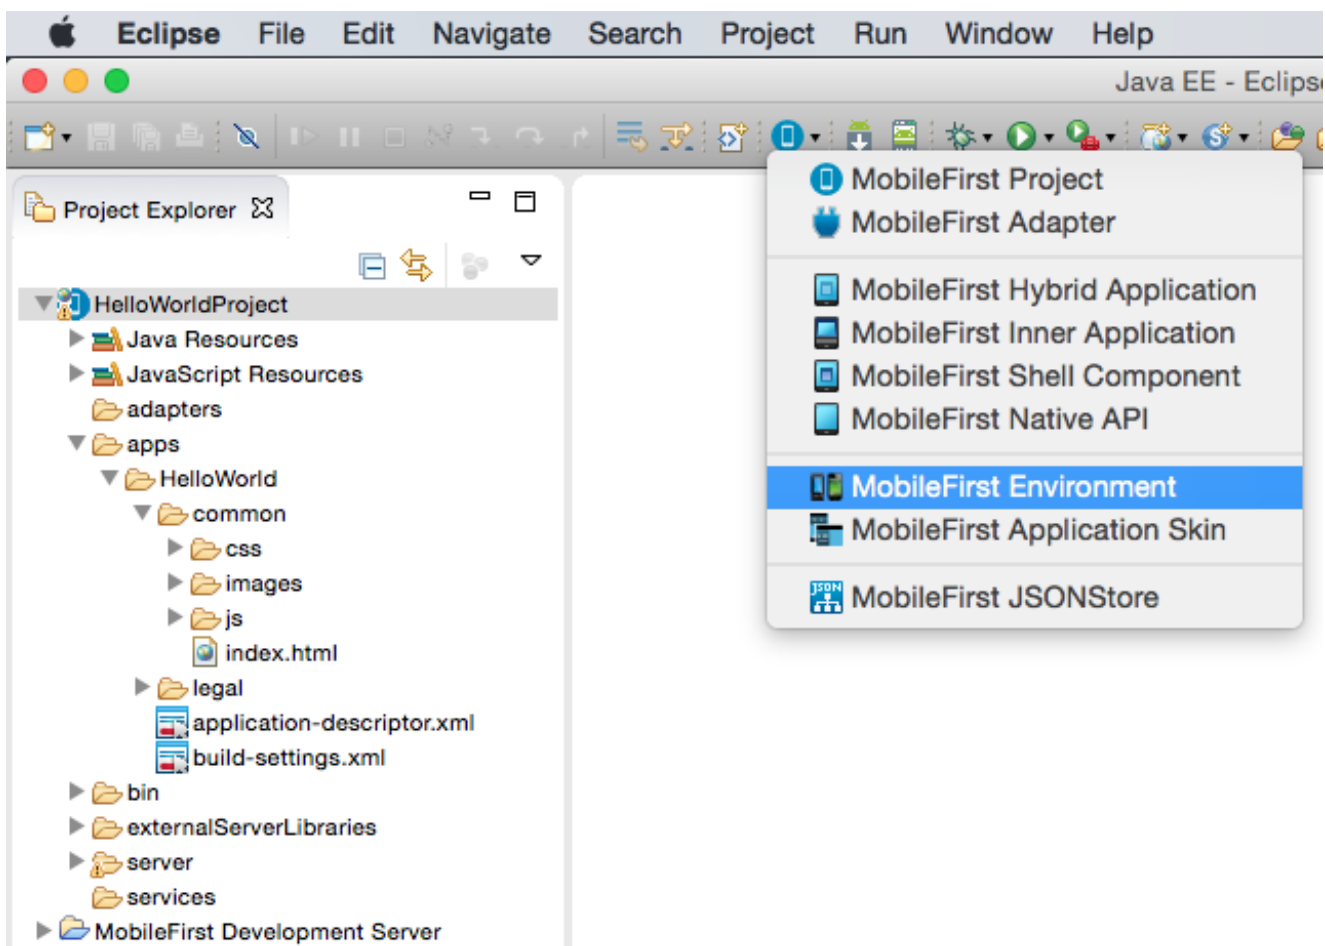 Eclipse File Edit Navigate Search Project Run Window Help
Java EE - Eclipse
Project Explorer
HelloWorldProject
Java Resources
JavaScript Resources
adapters
apps
HelloWorld
common
css
images
js
index.html
legal
application-descriptor.xml
build-settings.xml
bin
externalServerLibraries
server
services
MobileFirst Development Server
MobileFirst Project
MobileFirst Adapter
MobileFirst Hybrid Application
MobileFirst Inner Application
MobileFirst Shell Component
MobileFirst Native API
MobileFirst Environment
MobileFirst Application Skin
JSON
MobileFirst JSONStore